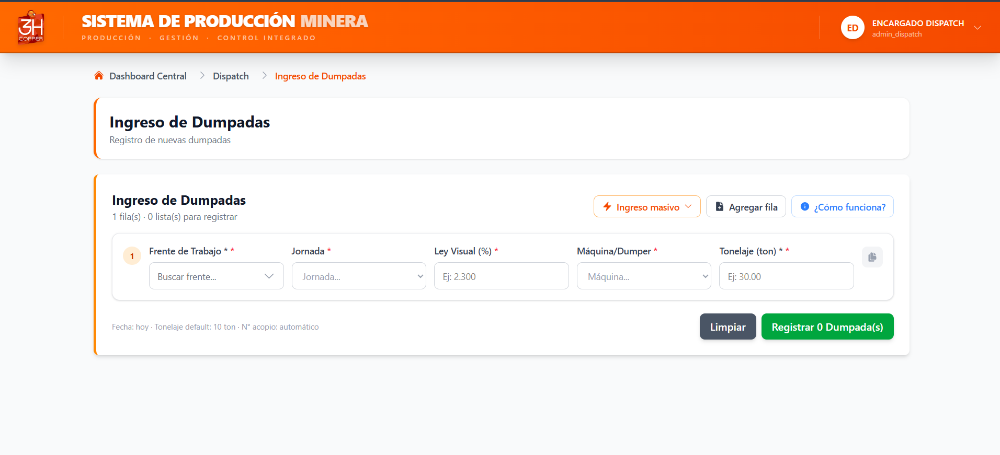 3H
COPPER
SISTEMA DE PRODUCCIÓN MINERA
PRODUCCIÓN · GESTIÓN · CONTROL INTEGRADO
ED
ENCARGADO DISPATCH
admin_dispatch
Dashboard Central
Dispatch
Ingreso de Dumpadas
Ingreso de Dumpadas
Registro de nuevas dumpadas
Ingreso de Dumpadas
1 fila(s) · 0 lista(s) para registrar
Ingreso masivo
Agregar fila
¿Cómo funciona?
1
Frente de Trabajo * *
Jornada *
Ley Visual (%) *
Máquina/Dumper *
Tonelaje (ton) * *
Buscar frente...
Jornada...
Ej: 2.300
Máquina...
Ej: 30.00
Fecha: hoy · Tonelaje default: 10 ton · N° acopio: automático
Limpiar
Registrar 0 Dumpada(s)